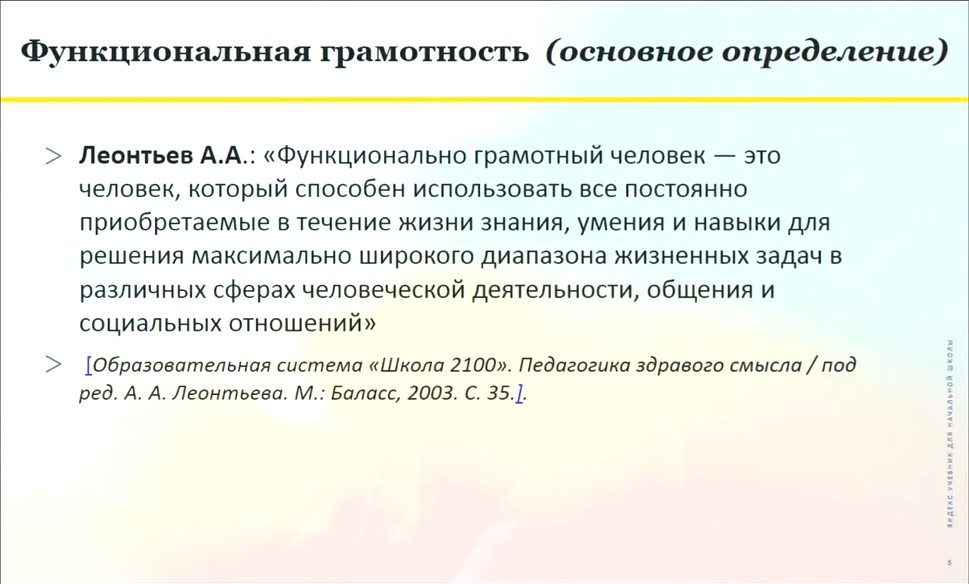 Функциональная грамотность (основное определение)
> Леонтьев А.А.: «Функционально грамотный человек — это
человек, который способен использовать все постоянно
приобретаемые в течение жизни знания, умения и навыки для
решения максимально широкого диапазона жизненных задач в
различных сферах человеческой деятельности, общения и
социальных отношений»
> [Образовательная система «Школа 2100». Педагогика здравого смысла / под
ред. А. А. Леонтьева. М.: Баласс, 2003. С. 35.].
ЯНДЕКС.УЧЕБНИК ДЛЯ НАЧАЛЬНОЙ ШКОЛЫ
5